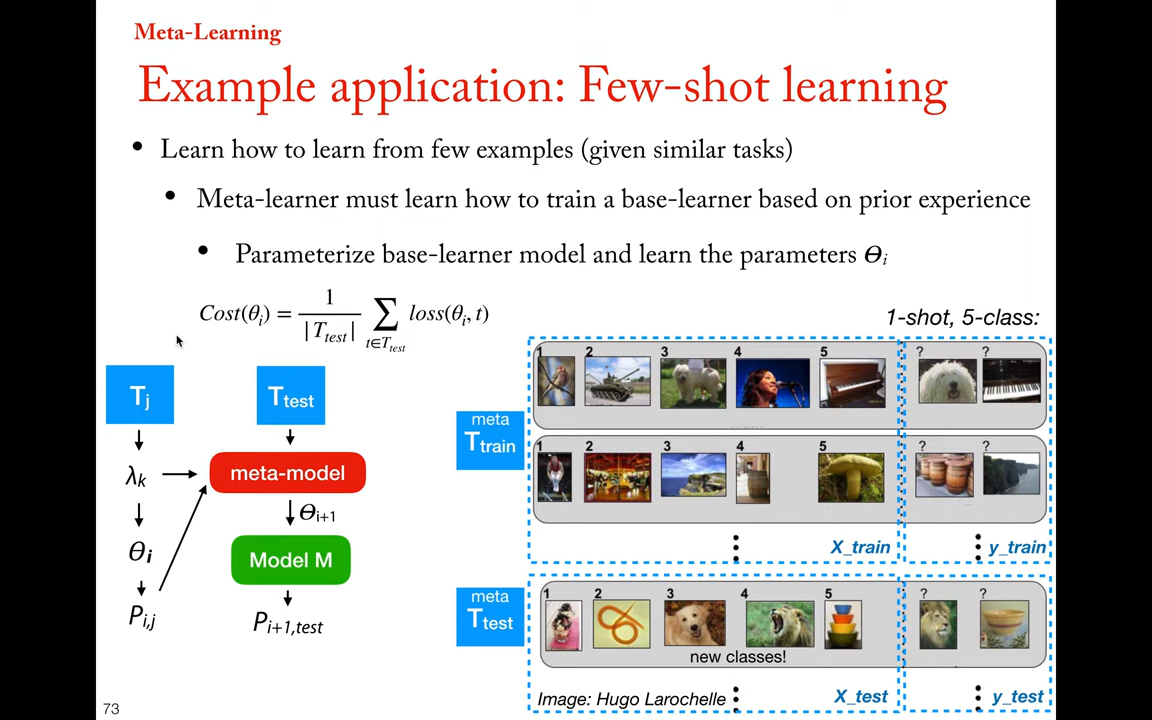 Meta-Learning
Example application: Few-shot learning
• Learn how to learn from few examples (given similar tasks)
• Meta-learner must learn how to train a base-learner based on prior experience
• Parameterize base-learner model and learn the parameters Θi
Cost(θi) = 1 / |Ttest| ∑ t∈Ttest loss(θi, t)
1-shot, 5-class:
Tj
Ttest
λk
meta-model
Θi+1
θi
Model M
Pi,j
Pi+1,test
meta
Ttrain
1 2 3 4 5 ? ?
1 2 3 4 5 ? ?
X_train y_train
meta
Ttest
1 2 3 4 5 ? ?
new classes!
Image: Hugo Larochelle
X_test y_test
73